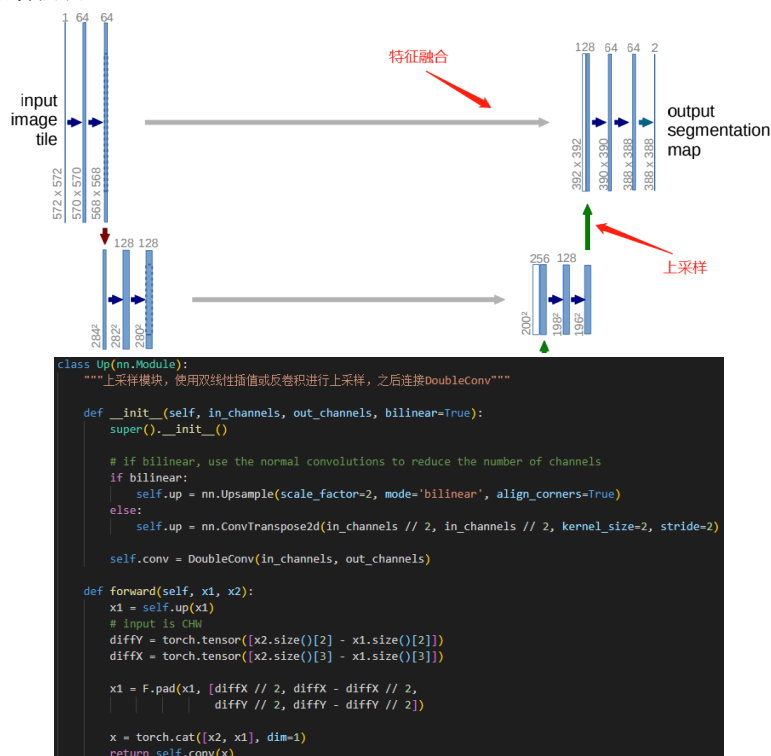 1 64 64
128 64 64 2
特征融合
input
image
tile
output
segmentation
map
572 x 572
570 x 570
568 x 568
392 x 392
390 x 390
388 x 388
388 x 388
上采样
128 128
256 128
284²
282²
280²
200²
198²
196²
class Up(nn.Module):
"""上采样模块，使用双线性插值或反卷积进行上采样，之后连接DoubleConv"""
def __init__(self, in_channels, out_channels, bilinear=True):
super().__init__()
# if bilinear, use the normal convolutions to reduce the number of channels
if bilinear:
self.up = nn.Upsample(scale_factor=2, mode='bilinear', align_corners=True)
else:
self.up = nn.ConvTranspose2d(in_channels // 2, in_channels // 2, kernel_size=2, stride=2)
self.conv = DoubleConv(in_channels, out_channels)
def forward(self, x1, x2):
x1 = self.up(x1)
# input is CHW
diffY = torch.tensor([x2.size()[2] - x1.size()[2]])
diffX = torch.tensor([x2.size()[3] - x1.size()[3]])
x1 = F.pad(x1, [diffX // 2, diffX - diffX // 2,
diffY // 2, diffY - diffY // 2])
x = torch.cat([x2, x1], dim=1)
return self.conv(x)